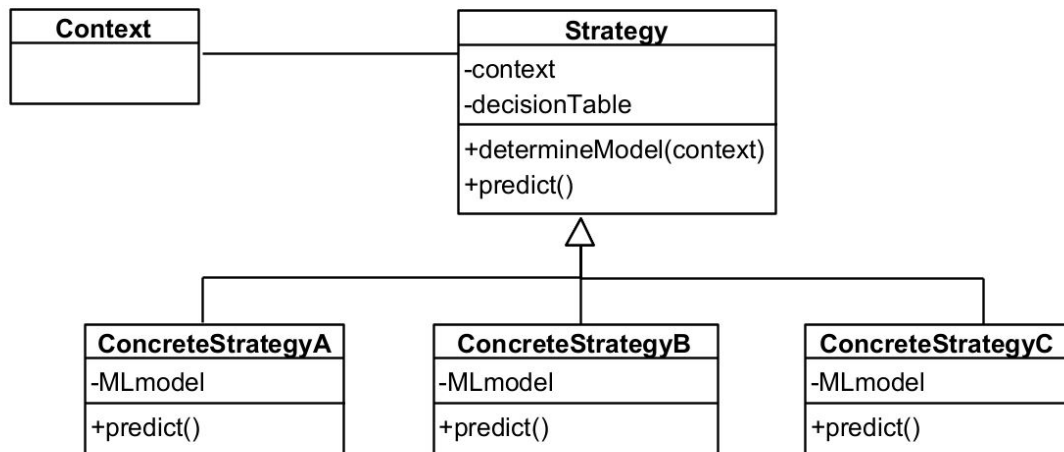 Context
Strategy
-context
-decisionTable
+determineModel(context)
+predict()
ConcreteStrategyA
-MLmodel
+predict()
ConcreteStrategyB
-MLmodel
+predict()
ConcreteStrategyC
-MLmodel
+predict()